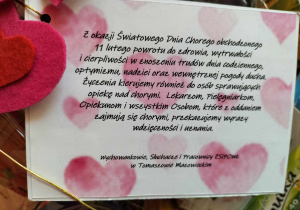 Z okazji Światowego Dnia Chorego obchodzonego
11 lutego powrotu do zdrowia, wytrwałości
i cierpliwości w znoszeniu trudów dnia codziennego,
optymizmu, nadziei oraz wewnętrznej pogody ducha.
Życzenia kierujemy również do osób sprawujących
opiekę nad chorymi. Lekarzom, Pielęgniarkom,
Opiekunom i wszystkim Osobom, które z oddaniem
zajmują się chorymi, przekazujemy wyrazy
wdzięczności i uznania.
Wychowankowie, Słuchacze i Pracownicy
w Tomaszowie Mazowieckim